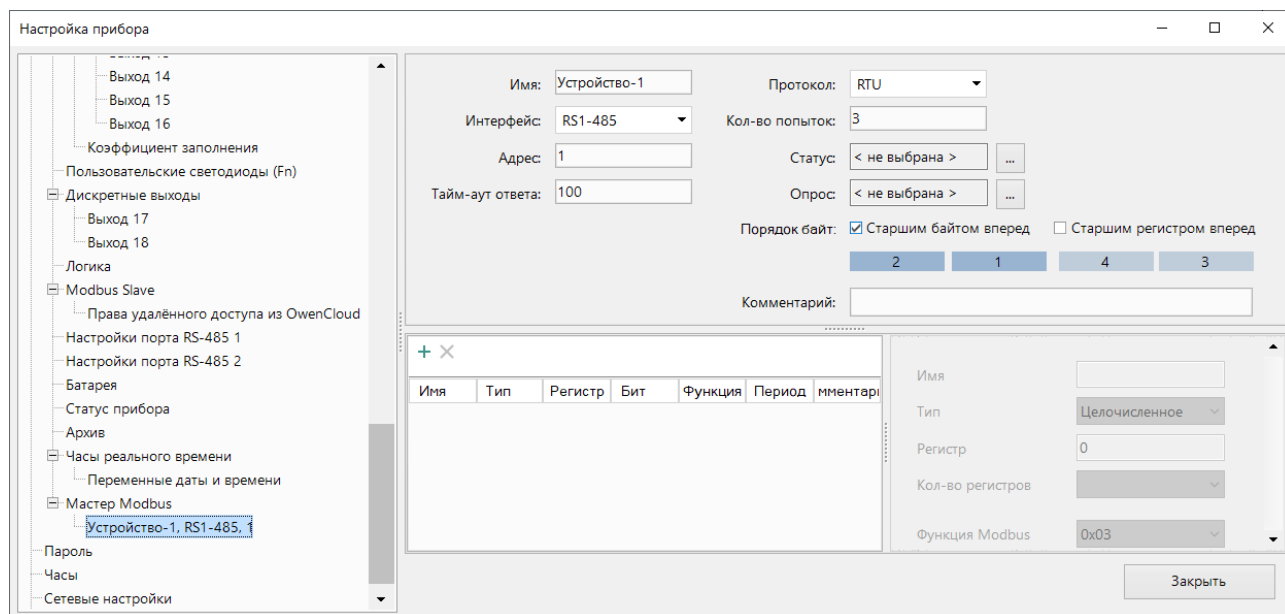 Настройка прибора
Выход 14
Выход 15
Выход 16
Коэффициент заполнения
Пользовательские светодиоды (Fn)
Дискретные выходы
Выход 17
Выход 18
Логика
Modbus Slave
Права удалённого доступа из OwenCloud
Настройки порта RS-485 1
Настройки порта RS-485 2
Батарея
Статус прибора
Архив
Часы реального времени
Переменные даты и времени
Мастер Modbus
Устройство-1, RS1-485, 1
Пароль
Часы
Сетевые настройки
Имя: Устройство-1 Протокол: RTU
Интерфейс: RS1-485 Кол-во попыток: 3
Адрес: 1 Статус: < не выбрана > ...
Тайм-аут ответа: 100 Опрос: < не выбрана > ...
Порядок байт: Старшим байтом вперед Старшим регистром вперед
2 1 4 3
Комментарий:
Имя Тип Регистр Бит Функция Период мментари
Имя
Тип Целочисленное
Регистр 0
Кол-во регистров
Функция Modbus 0x03
Закрыть